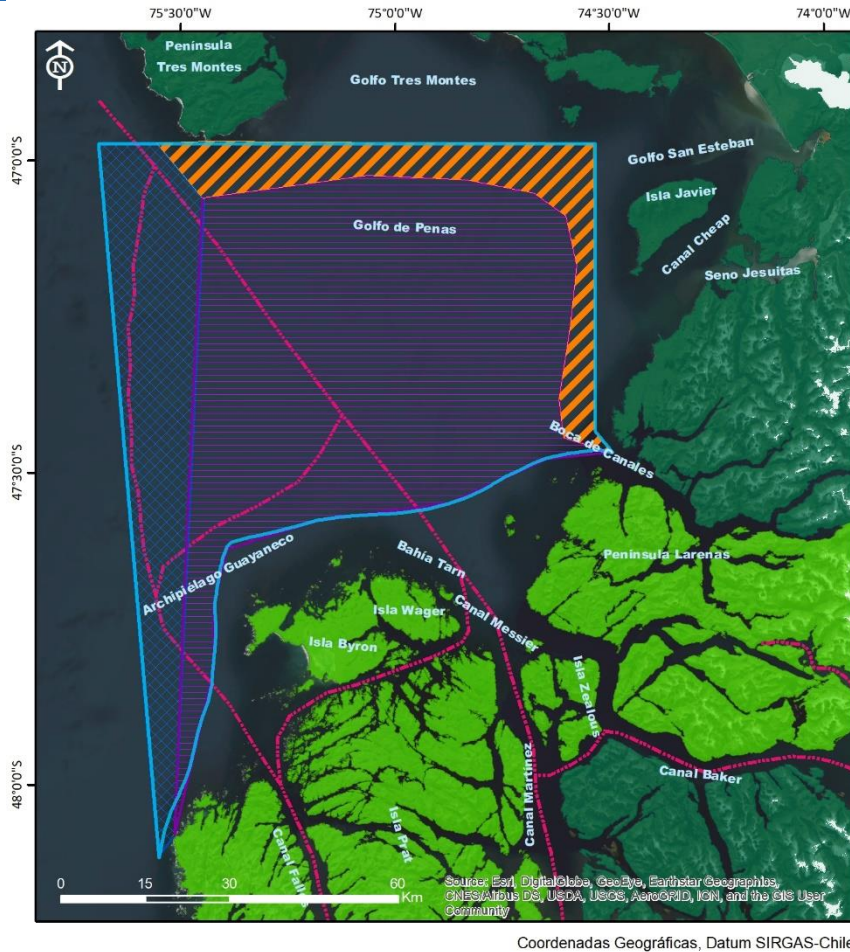 75°30'0"W
75°0'0"W
74°30'0"W
74°0'0"W
N
Península
Tres Montes
Golfo Tres Montes
47°0'0"S
Golfo San Esteban
Isla Javier
Canal Cheap
Golfo de Penas
Seno Jesuitas
Boca de Canales
47°30'0"S
Bahía Tarn
Península Larenas
Archipiélago Guayaneco
Isla Wager
Canal Messier
Isla Byron
Isla Zealous
Canal Martínez
Canal Baker
48°0'0"S
Isla Prat
Canal Fallos
0 15 30 60
Km
Source: Esri, DigitalGlobe, GeoEye, Earthstar Geographics,
CNES/Airbus DS, USDA, USGS, AeroGRID, IGN, and the GIS User
Community
Coordenadas Geográficas, Datum SIRGAS-Chile